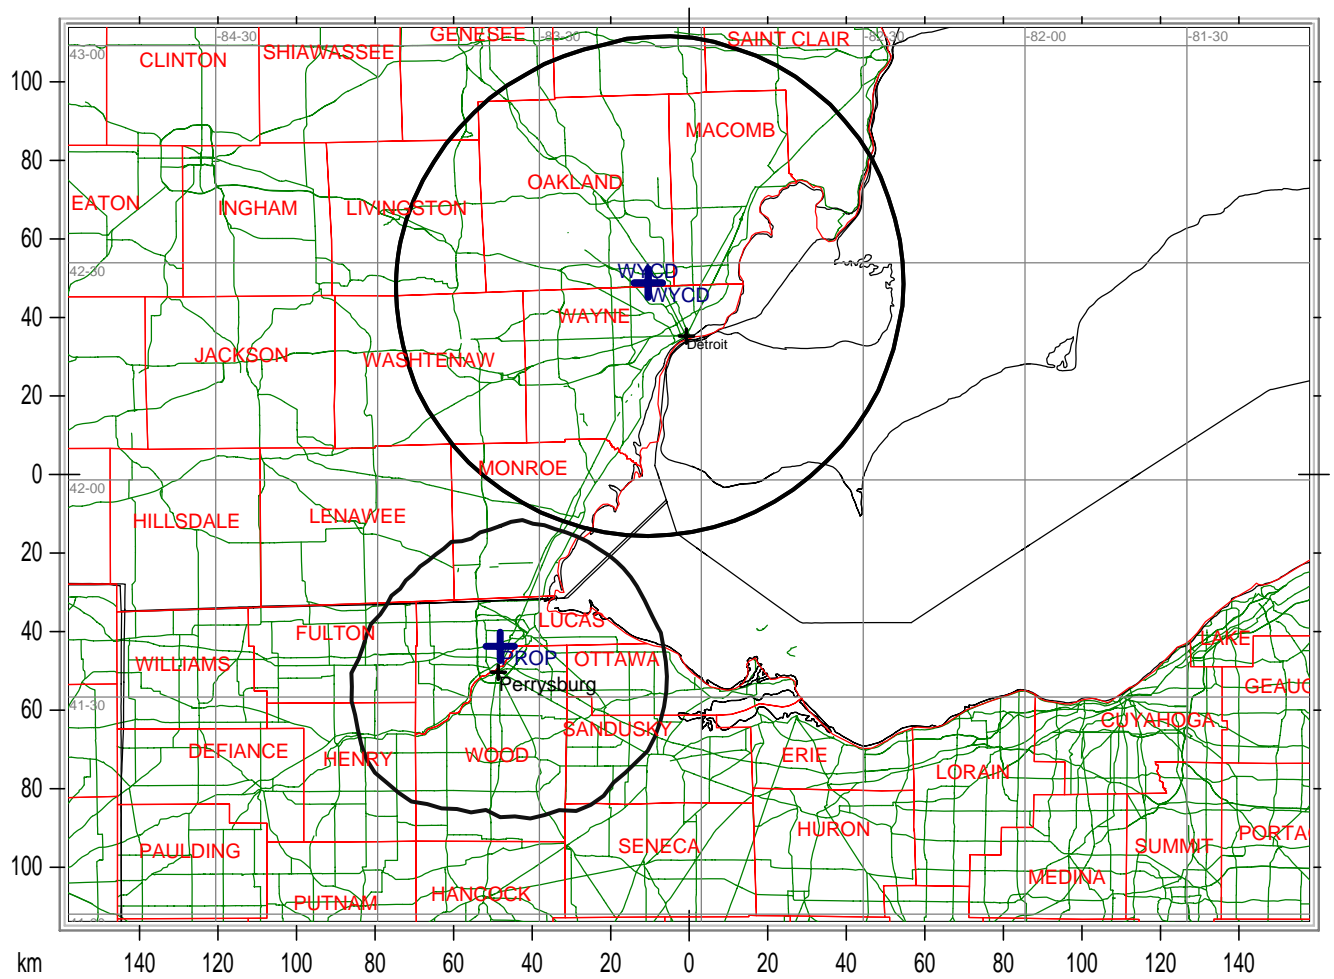 GENESEE
-84-30
-83-30
SAINT CLAIR
-82-30
-82-00
-81-30
43-00
CLINTON
SHIAWASSEE
100
80
60
40
20
0
20
40
60
80
100
MACOMB
OAKLAND
EATON
INGHAM
LIVINGSTON
42-30
WYCD
WYCD
WAYNE
Detroit
JACKSON
WASHTENAW
MONROE
42-00
HILLSDALE
LENAWEE
LUCAS
FULTON
LAKE
WILLIAMS
PROP
OTTAWA
Perrysburg
GEAUG
41-30
CUYAHOGA
SANDUSKY
DEFIANCE
HENRY
WOOD
ERIE
LORAIN
HURON
PORTA
PAULDING
SENECA
SUMMIT
MEDINA
HANCOCK
PUTNAM
km
140
120
100
80
60
40
20
0
20
40
60
80
100
120
140